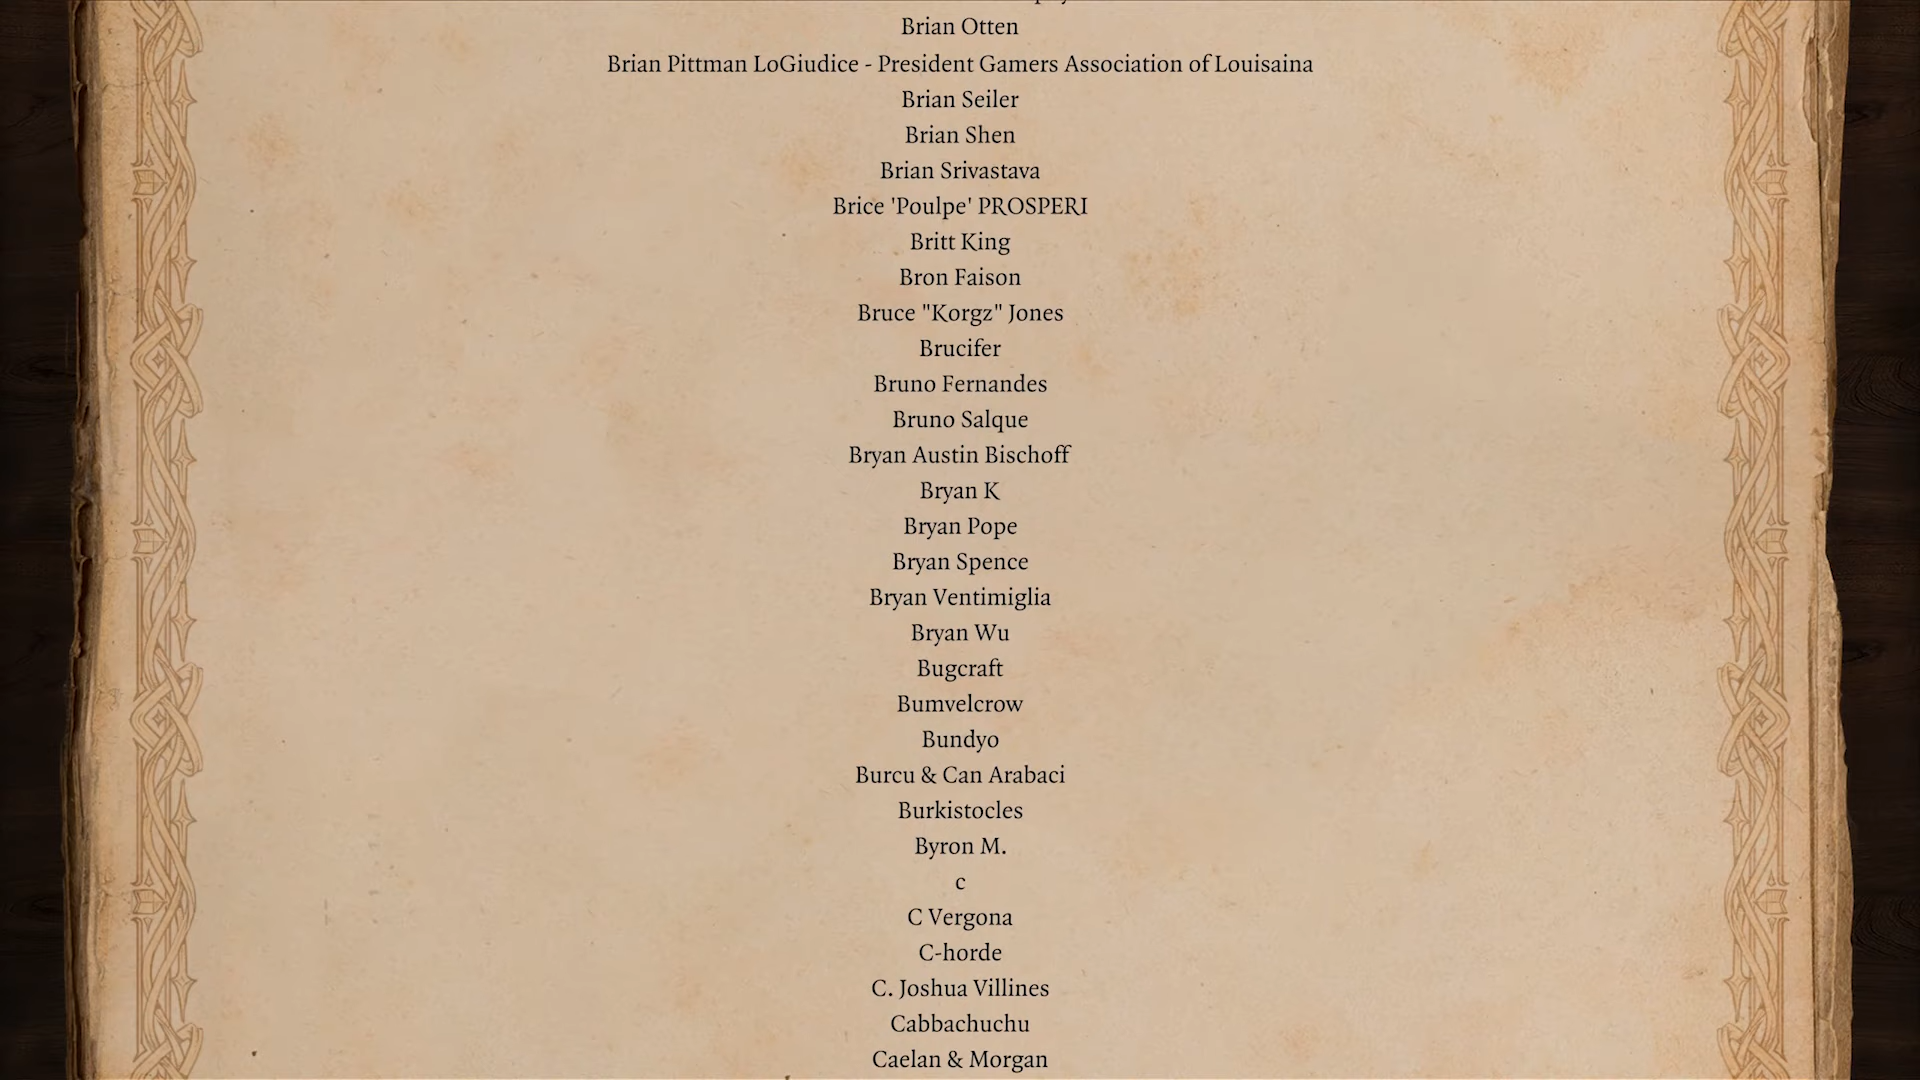 Brian Otten
Brian Pittman LoGiudice - President Gamers Association of Louisaina
Brian Seiler
Brian Shen
Brian Srivastava
Brice 'Poulpe' PROSPERI
Britt King
Bron Faison
Bruce "Korgz" Jones
Brucifer
Bruno Fernandes
Bruno Salque
Bryan Austin Bischoff
Bryan K
Bryan Pope
Bryan Spence
Bryan Ventimiglia
Bryan Wu
Bugcraft
Bumvelcrow
Bundyo
Burcu & Can Arabaci
Burkistocles
Byron M.
c
C Vergona
C-horde
C. Joshua Villines
Cabbachuchu
Caelan & Morgan